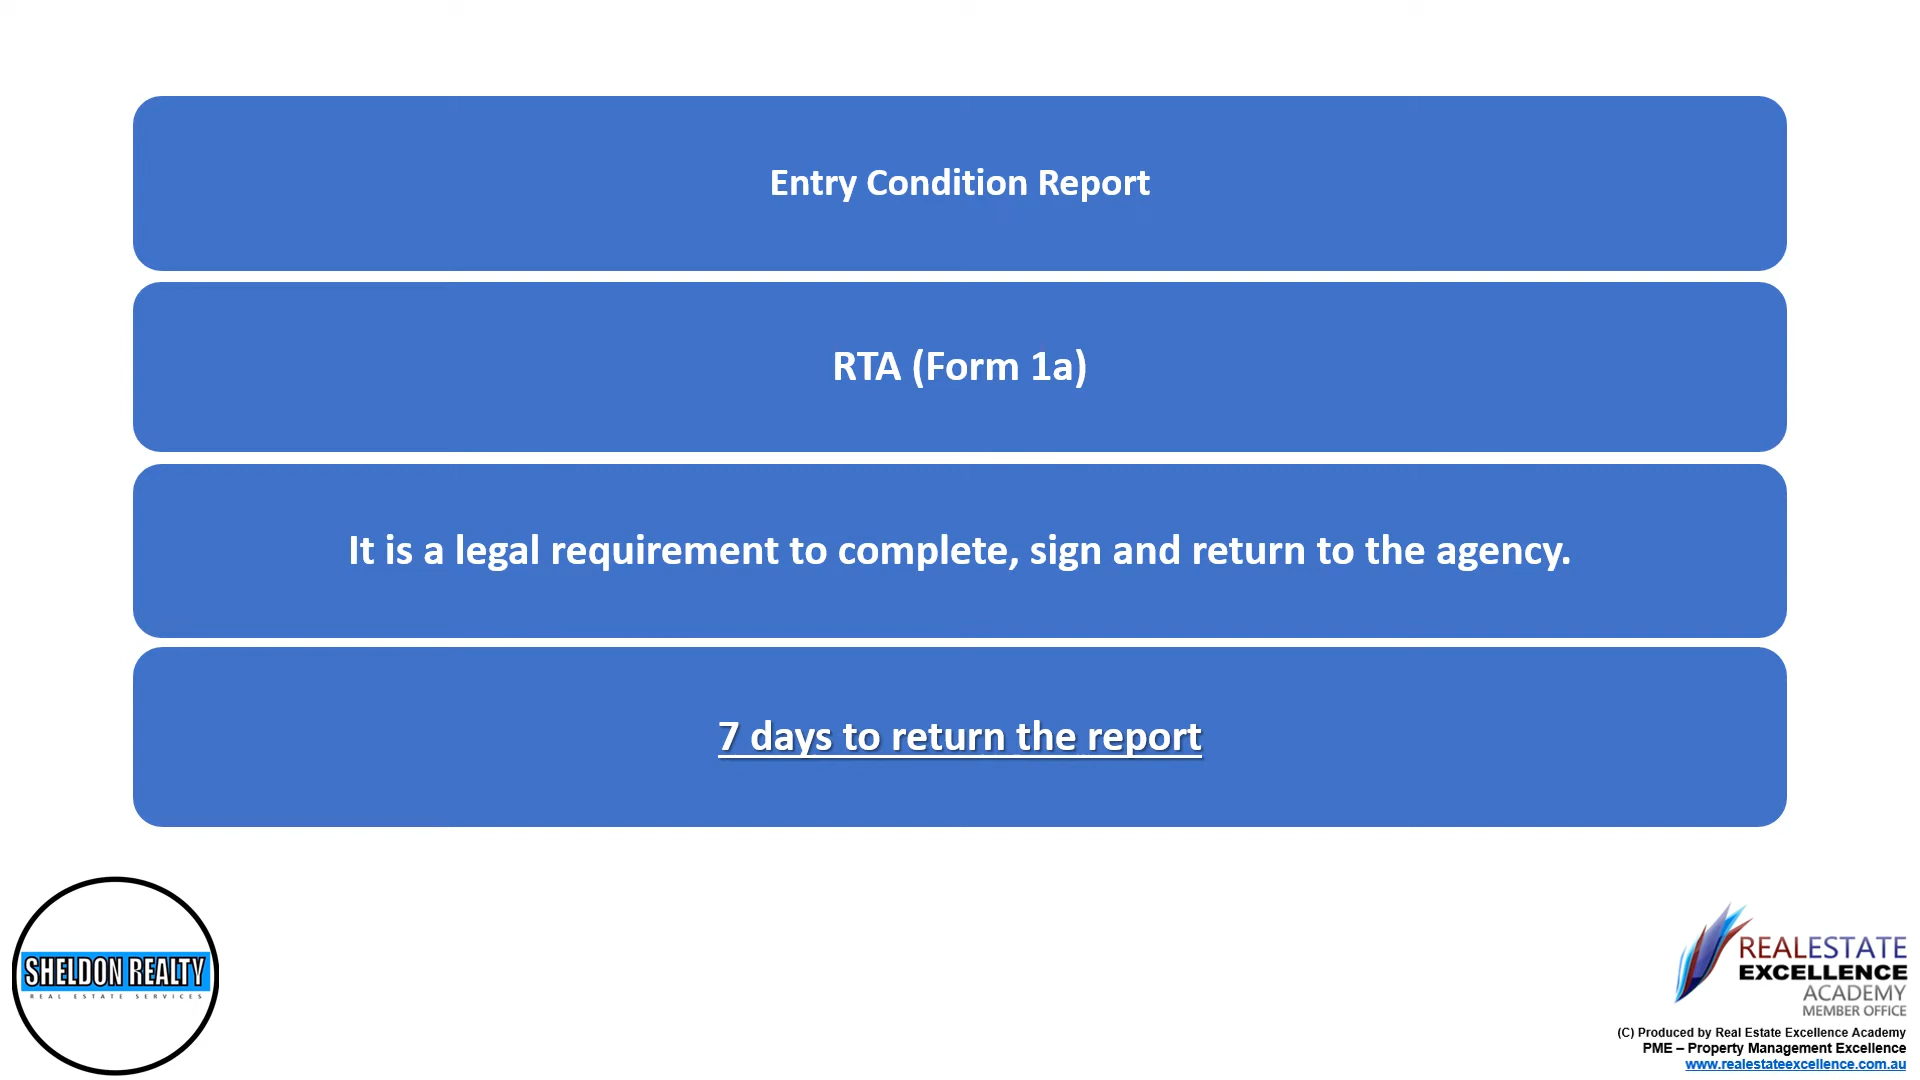 Entry Condition Report
RTA (Form 1a)
It is a legal requirement to complete, sign and return to the agency.
7 days to return the report
SHELDON REALTY
REAL ESTATE SERVICES
REALESTATE
EXCELLENCE
ACADEMY
MEMBER OFFICE
(C) Produced by Real Estate Excellence Academy
PME – Property Management Excellence
www.realestateexcellence.com.au